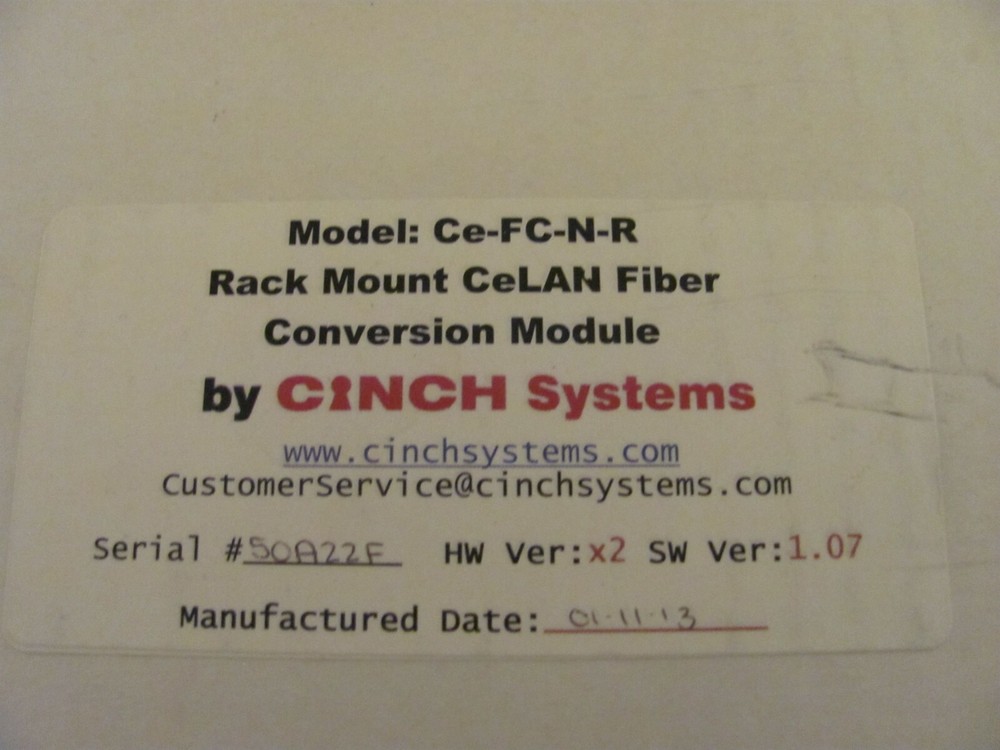 Model: Ce-FC-N-R
Rack Mount CeLAN Fiber
Conversion Module
by CINCH Systems
www.cinchsystems.com
CustomerService@cinchsystems.com
Serial #50A22F HW Ver:x2 SW Ver:1.07
Manufactured Date: 01-11-13